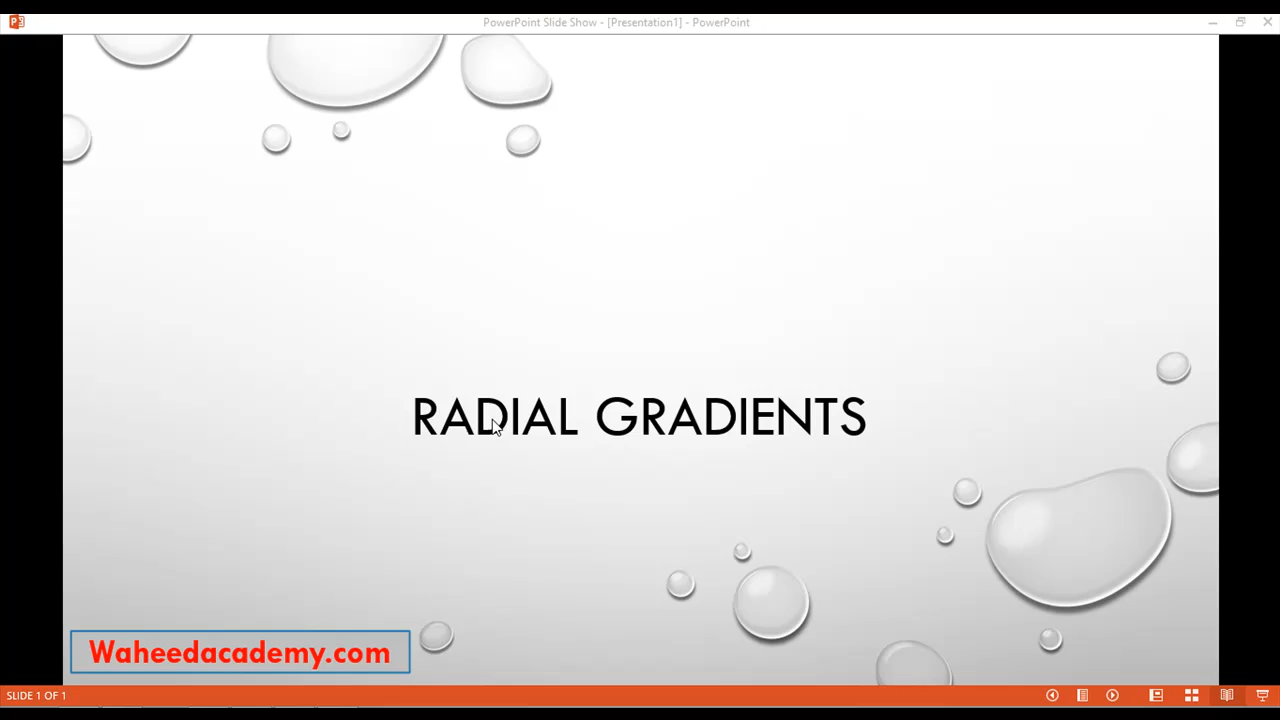 PowerPoint Slide Show - [Presentation1] - PowerPoint
RADIAL GRADIENTS
Waheedacademy.com
SLIDE 1 OF 1